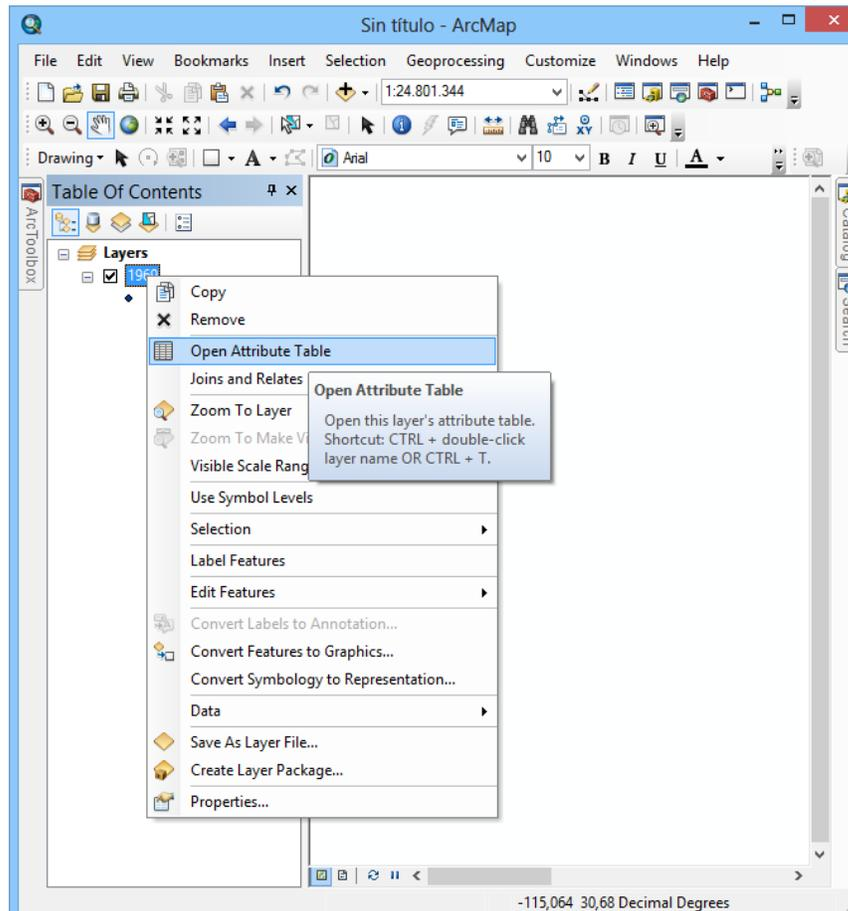 Sin título - ArcMap
File Edit View Bookmarks Insert Selection Geoprocessing Customize Windows Help
1:24.801.344
Drawing A Arial 10 B I U A
Table Of Contents
ArcToolbox
Catalog
Search
Layers
Copy
Remove
Open Attribute Table
Joins and Relates
Open Attribute Table
Open this layer's attribute table.
Shortcut: CTRL + double-click
layer name OR CTRL + T.
Zoom To Layer
Zoom To Make
Visible Scale
Use Symbol Levels
Selection
Label Features
Edit Features
Convert Labels to Annotation...
Convert Features to Graphics...
Convert Symbology to Representation...
Data
Save As Layer File...
Create Layer Package...
Properties...
-115,064 30,68 Decimal Degrees